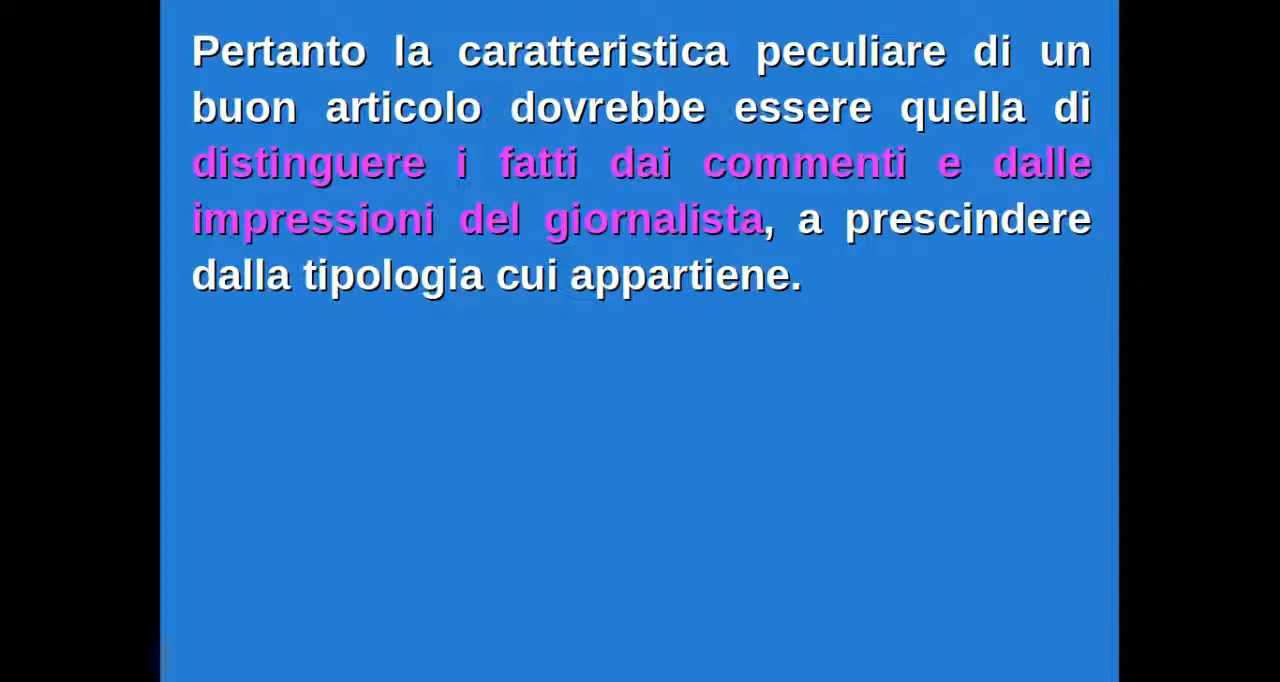 Pertanto la caratteristica peculiare di un
buon articolo dovrebbe essere quella di
distinguere i fatti dai commenti e dalle
impressioni del giornalista, a prescindere
dalla tipologia cui appartiene.